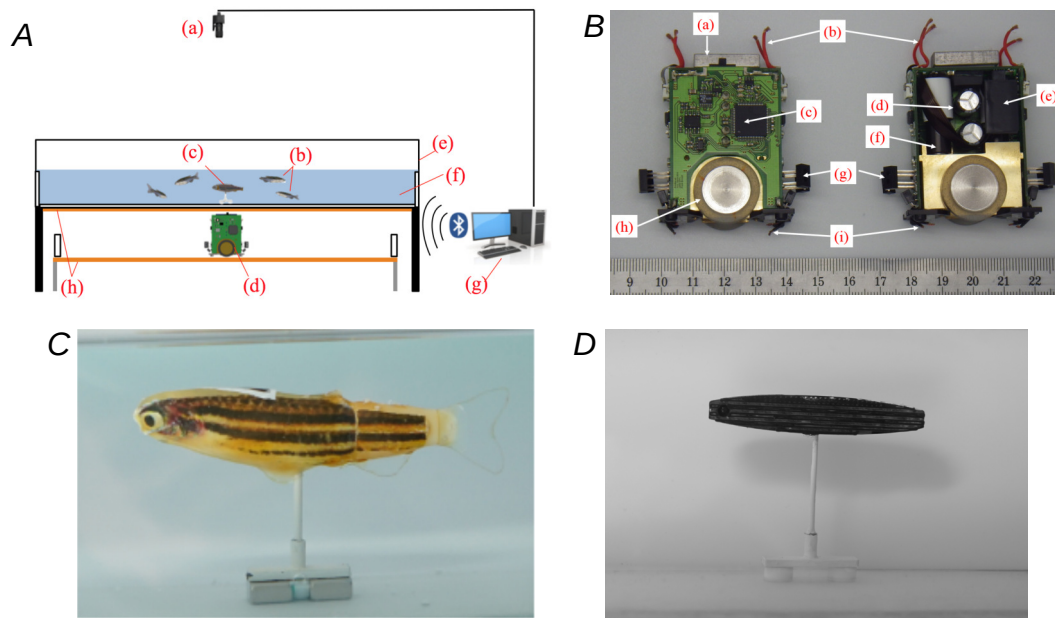 A
(a)
(e)
(c)
(b)
(f)
(h)
(d)
(g)
B
(a)
(b)
(c)
(d)
(e)
(f)
(g)
(h)
(i)
9 10 11 12 13 14 15 16 17 18 19 20 21 22
C
D